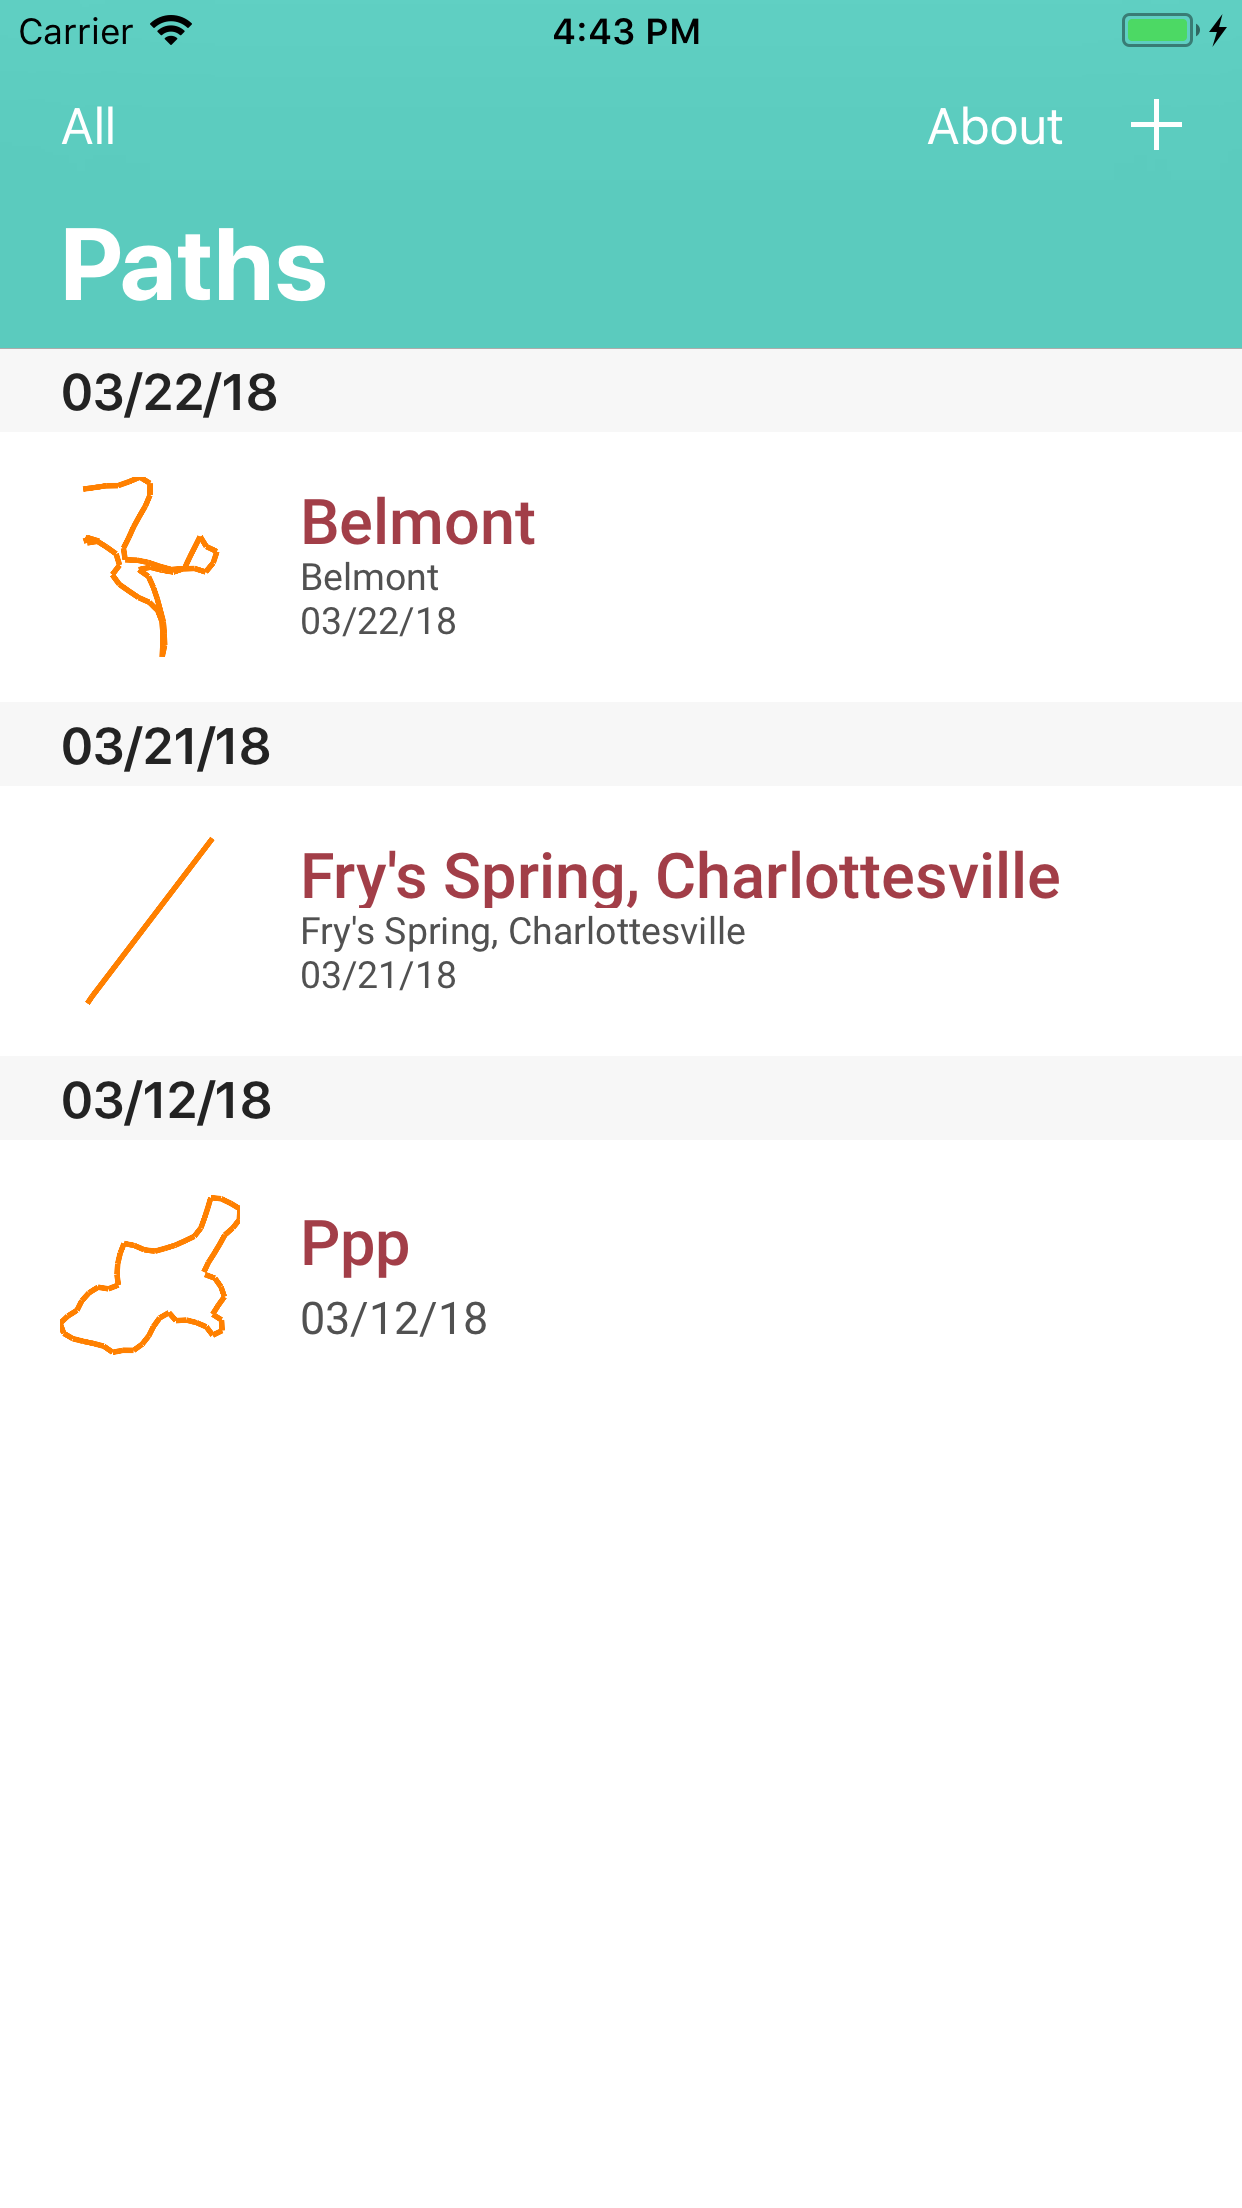 Carrier 4:43 PM
All About +
Paths
03/22/18
Belmont
Belmont
03/22/18
03/21/18
Fry's Spring, Charlottesville
Fry's Spring, Charlottesville
03/21/18
03/12/18
Ppp
03/12/18